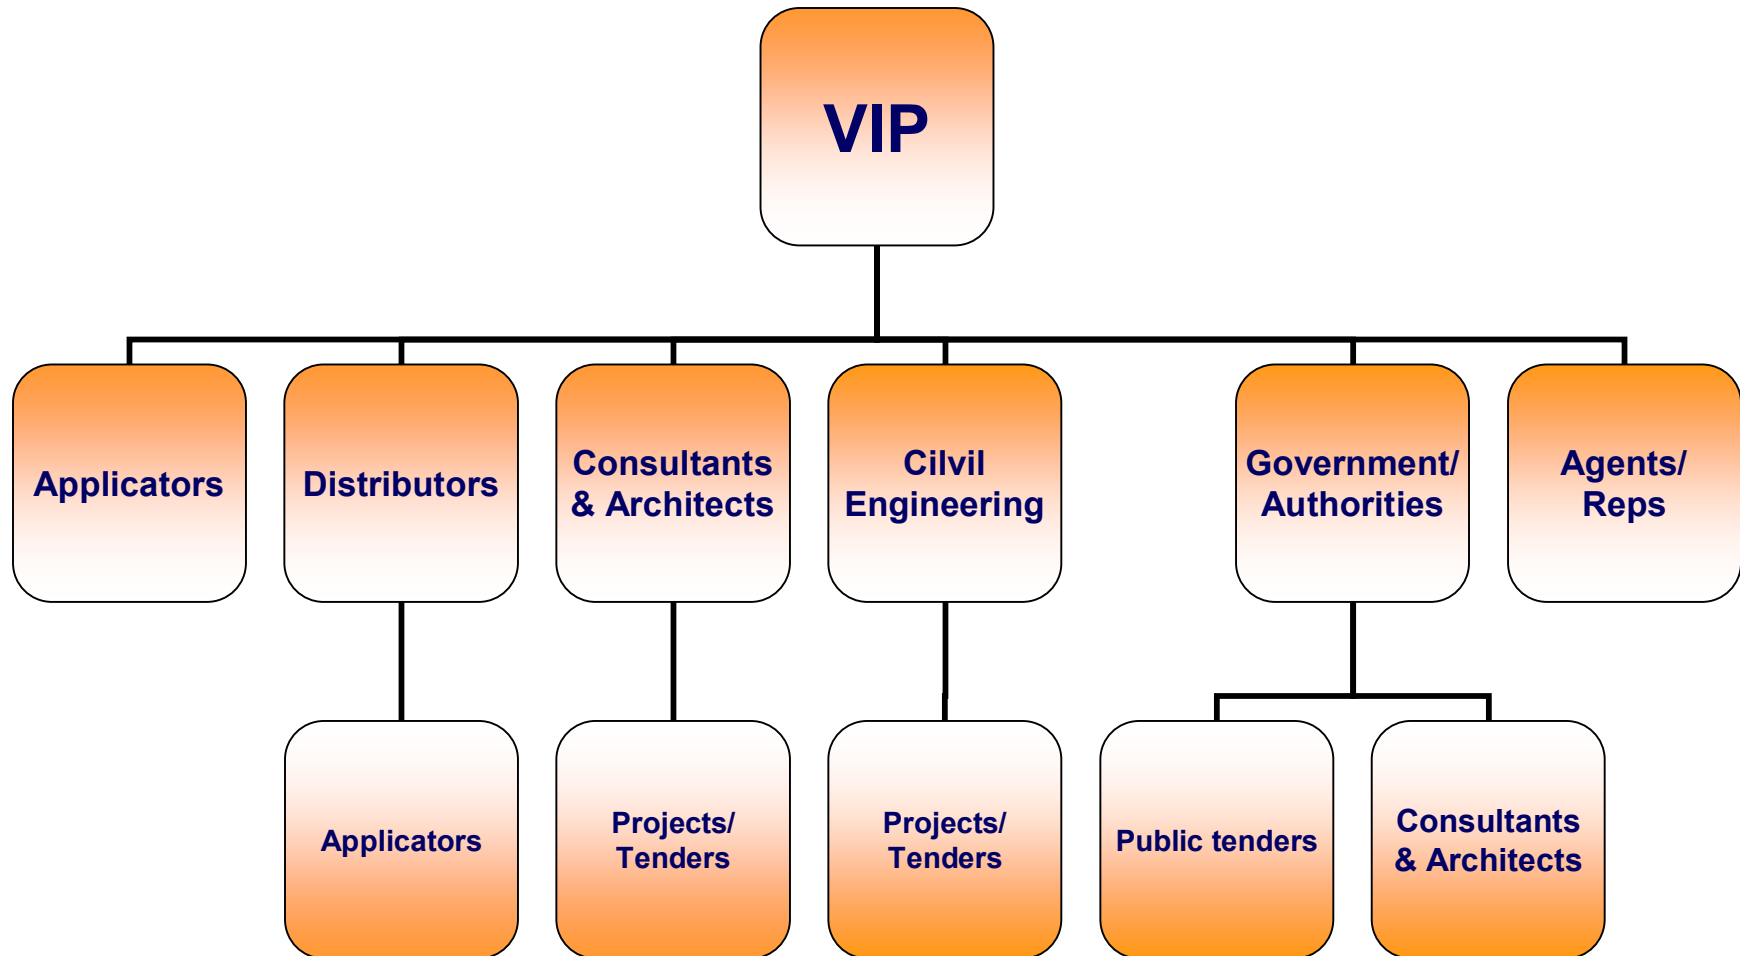 VIP
Applicators
Distributors
Consultants
& Architects
Cilvil
Engineering
Government/
Authorities
Agents/
Reps
Applicators
Projects/
Tenders
Projects/
Tenders
Public tenders
Consultants
& Architects